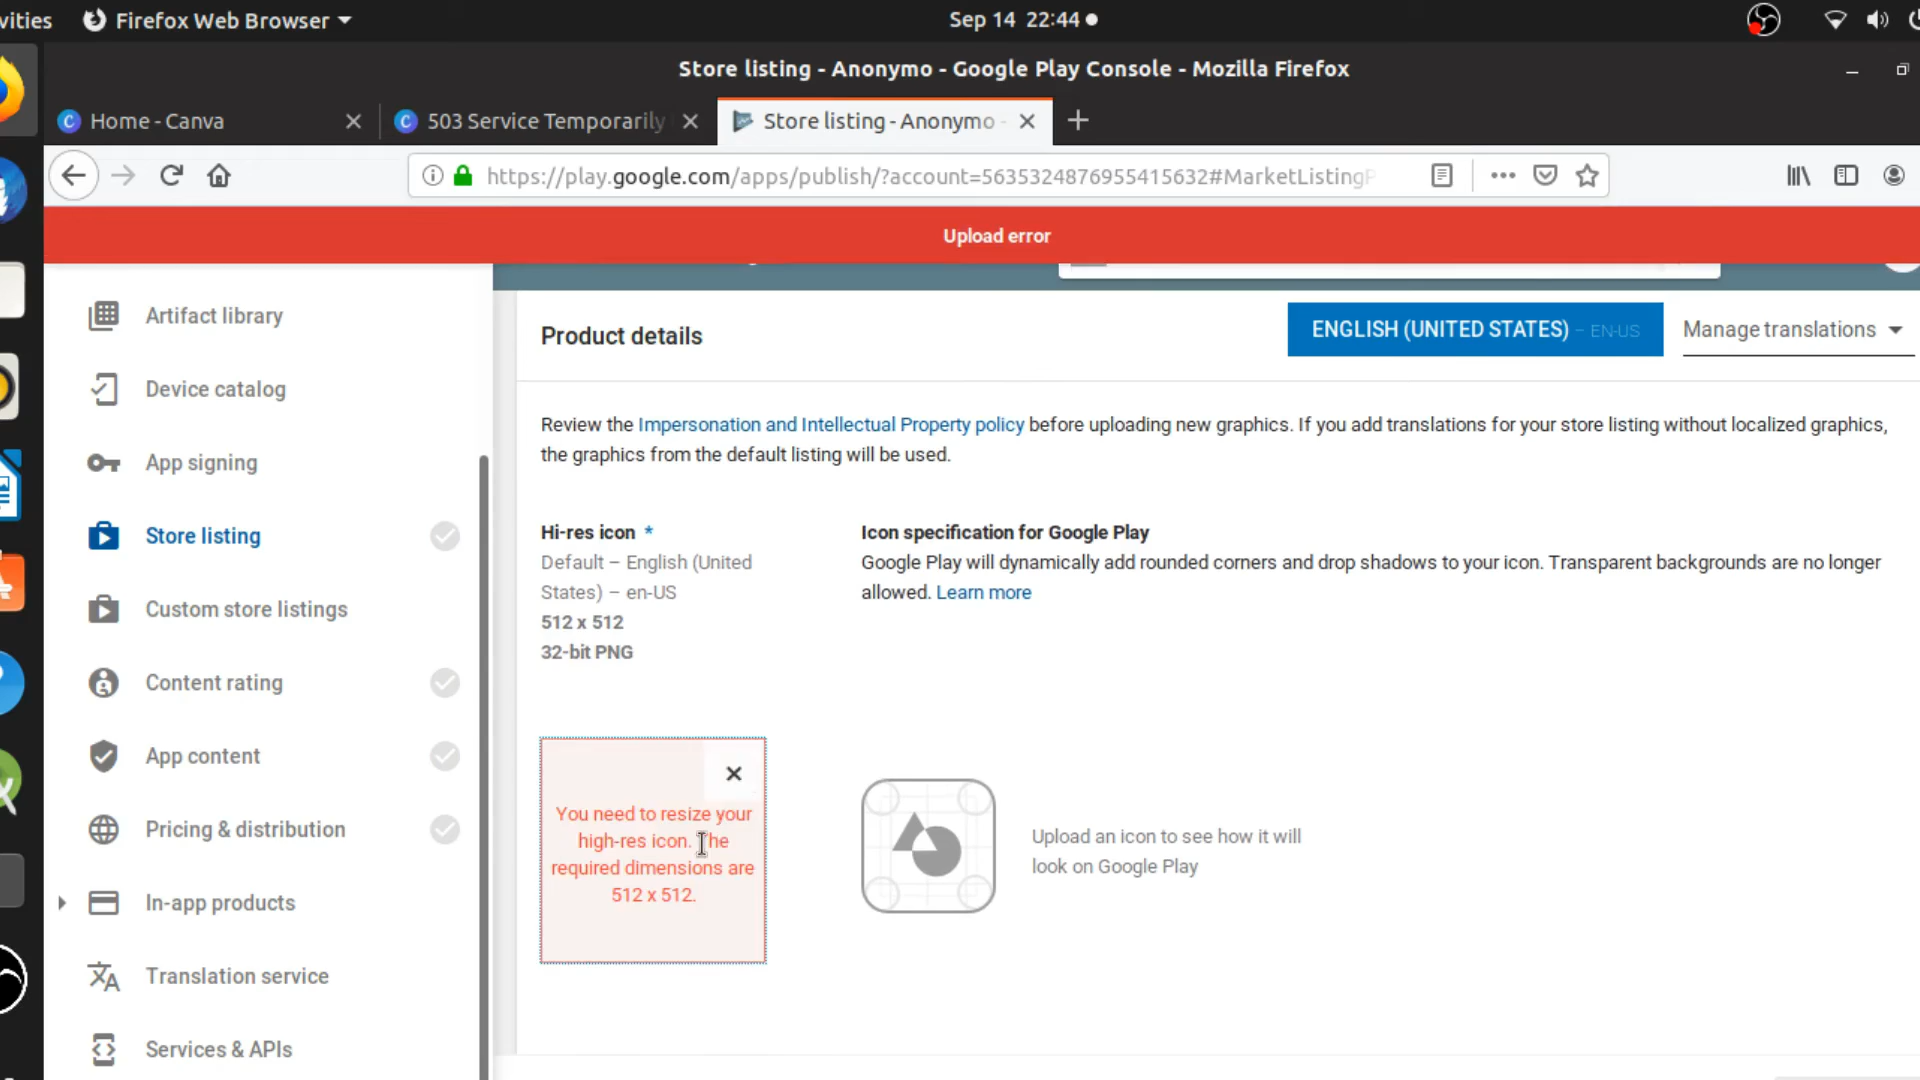 vities Firefox Web Browser Sep 14 22:44
Store listing - Anonymo - Google Play Console - Mozilla Firefox
Home - Canva 503 Service Temporarily Store listing - Anonymo -
https://play.google.com/apps/publish/?account=5635324876955415632#MarketListingP
Upload error
Artifact library
Device catalog
App signing
Store listing
Custom store listings
Content rating
App content
Pricing & distribution
In-app products
Translation service
Services & APIs
Product details ENGLISH (UNITED STATES) – EN-US Manage translations
Review the Impersonation and Intellectual Property policy before uploading new graphics. If you add translations for your store listing without localized graphics,
the graphics from the default listing will be used.
Hi-res icon *
Default – English (United
States) – en-US
512 x 512
32-bit PNG
Icon specification for Google Play
Google Play will dynamically add rounded corners and drop shadows to your icon. Transparent backgrounds are no longer
allowed. Learn more
You need to resize your
high-res icon. The
required dimensions are
512 x 512.
Upload an icon to see how it will
look on Google Play